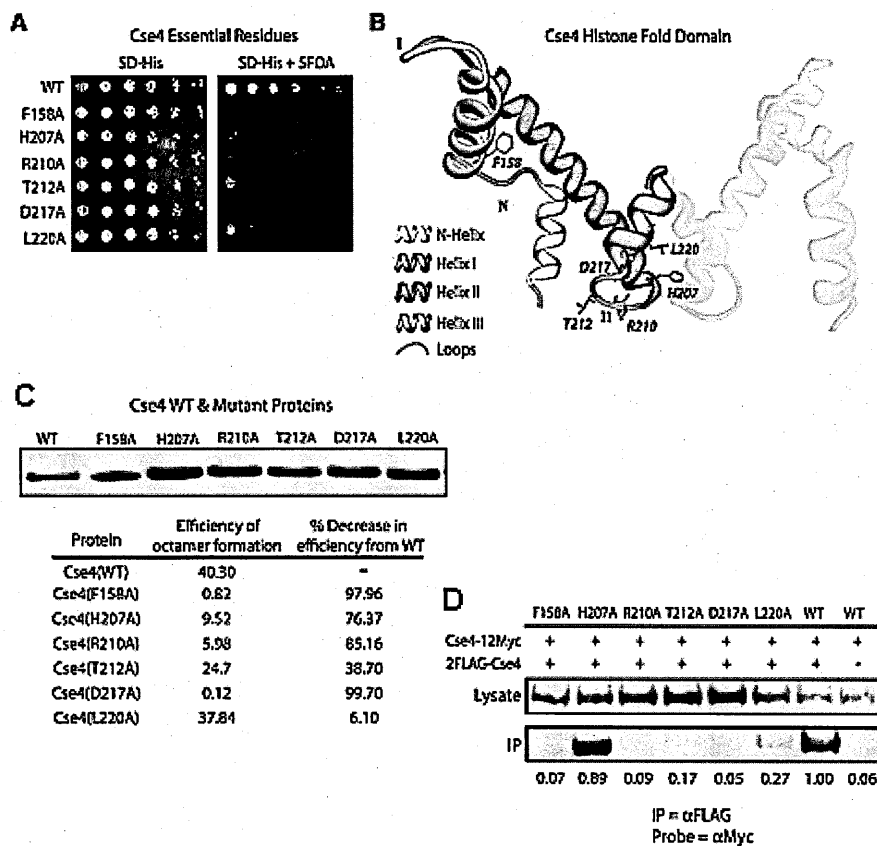 A
Cse4 Essential Residues
SD-His
SD-His + 5FOA
WT
F158A
H207A
R210A
T212A
D217A
L220A
B
Cse4 Histone Fold Domain
I
F158
N
L220
D217
H207
T212
II
R210
N-Helix
Helix I
Helix II
Helix III
Loops
C
Cse4 WT & Mutant Proteins
WT F158A H207A R210A T212A D217A L220A
Protein Efficiency of octamer formation % Decrease in efficiency from WT
Cse4(WT) 40.30 -
Cse4(F158A) 0.82 97.96
Cse4(H207A) 9.52 76.37
Cse4(R210A) 5.98 85.16
Cse4(T212A) 24.7 38.70
Cse4(D217A) 0.12 99.70
Cse4(L220A) 37.84 6.10
D
F158A H207A R210A T212A D217A L220A WT WT
Cse4-12Myc + + + + + + + +
2FLAG-Cse4 + + + + + + + -
Lysate
IP
0.07 0.89 0.09 0.17 0.05 0.27 1.00 0.06
IP = αFLAG
Probe = αMyc